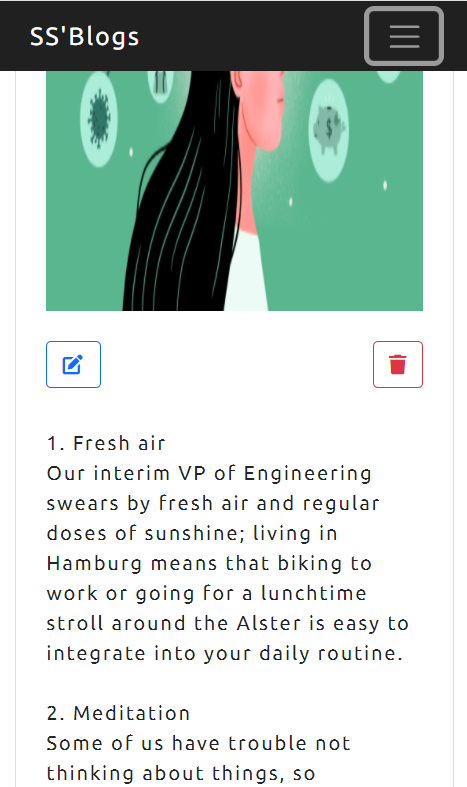 SS'Blogs
$
1. Fresh air
Our interim VP of Engineering
swears by fresh air and regular
doses of sunshine; living in
Hamburg means that biking to
work or going for a lunchtime
stroll around the Alster is easy to
integrate into your daily routine.
2. Meditation
Some of us have trouble not
thinking about things, so